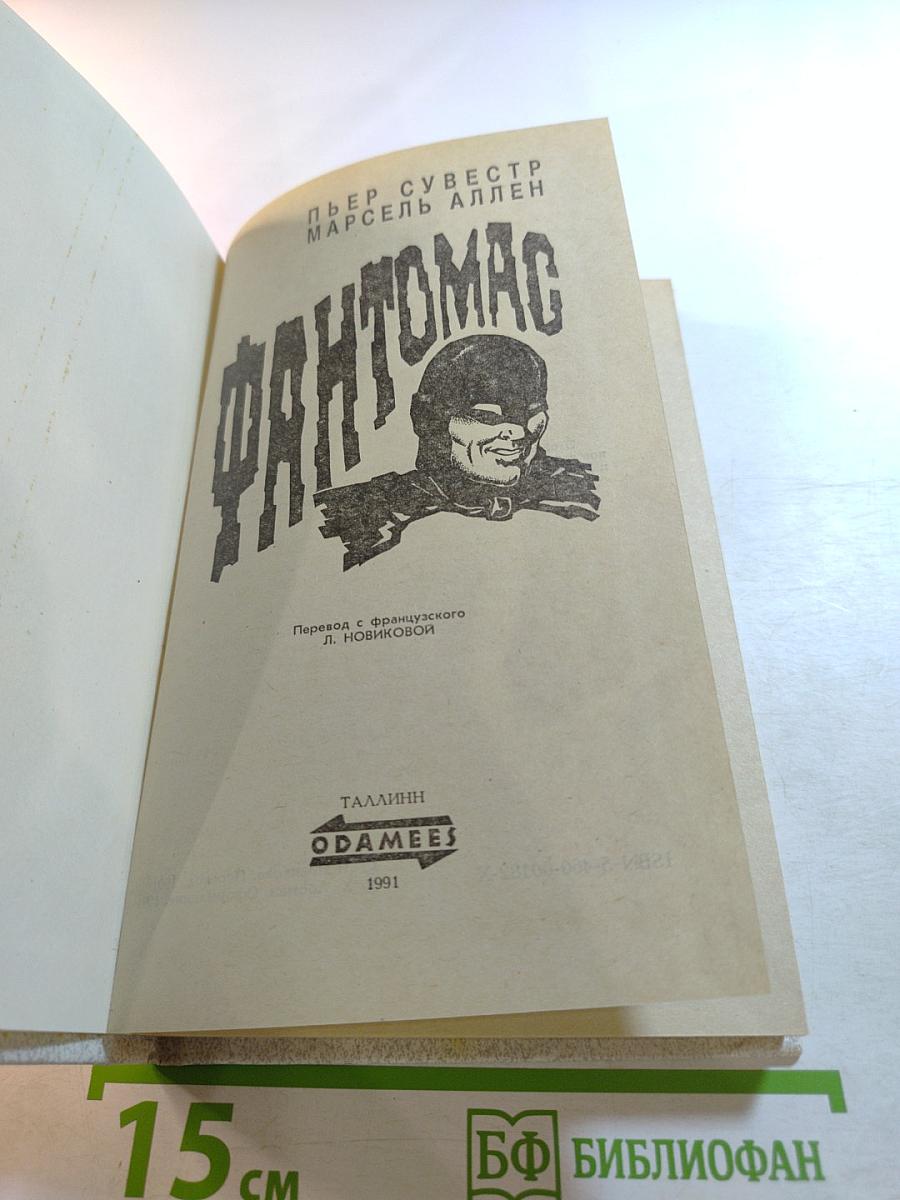 ПЬЕР СУВЕСТР
МАРСЕЛЬ АЛЛЕН
ФАНТОМАС
Перевод с французского
Л. НОВИКОВОЙ
ТАЛЛИНН
ODAMEES
1991
15 см
БФ БИБЛИОФАН